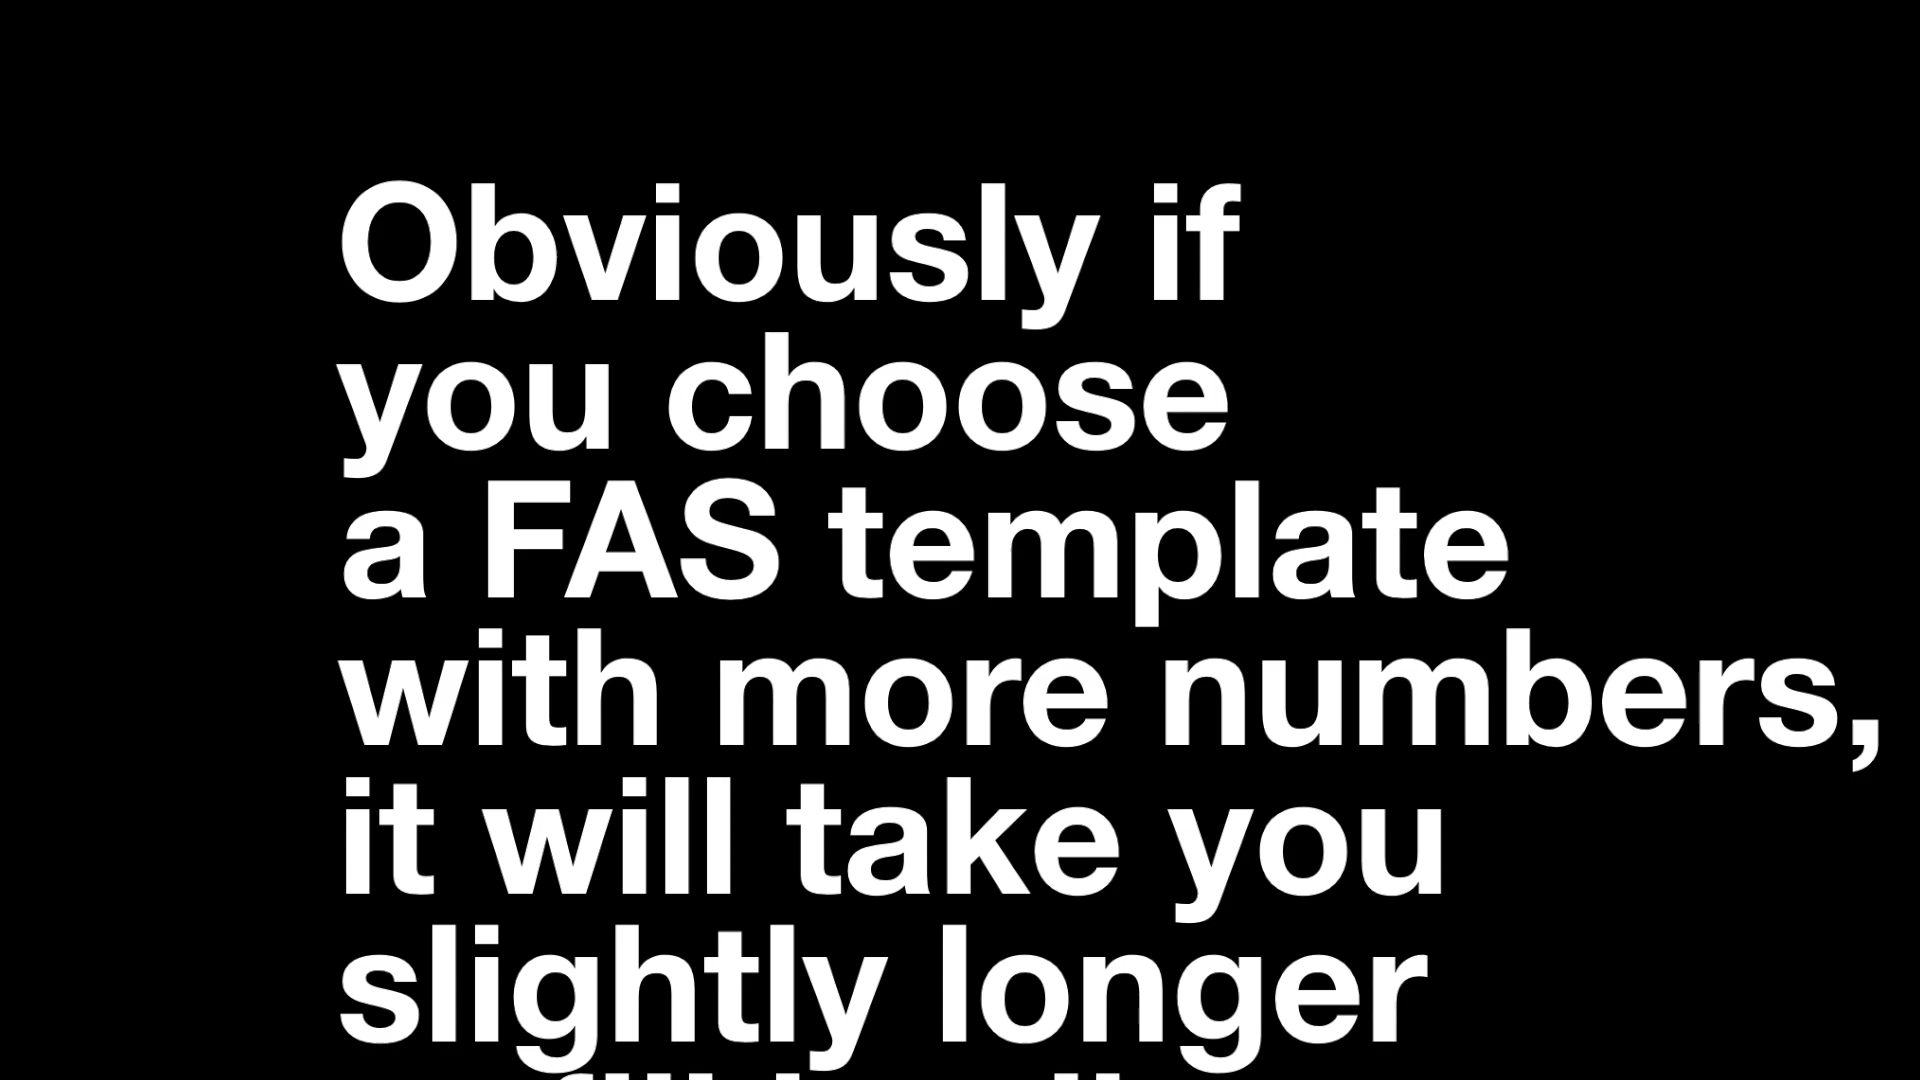 Obviously if
you choose
a FAS template
with more numbers,
it will take you
slightly longer